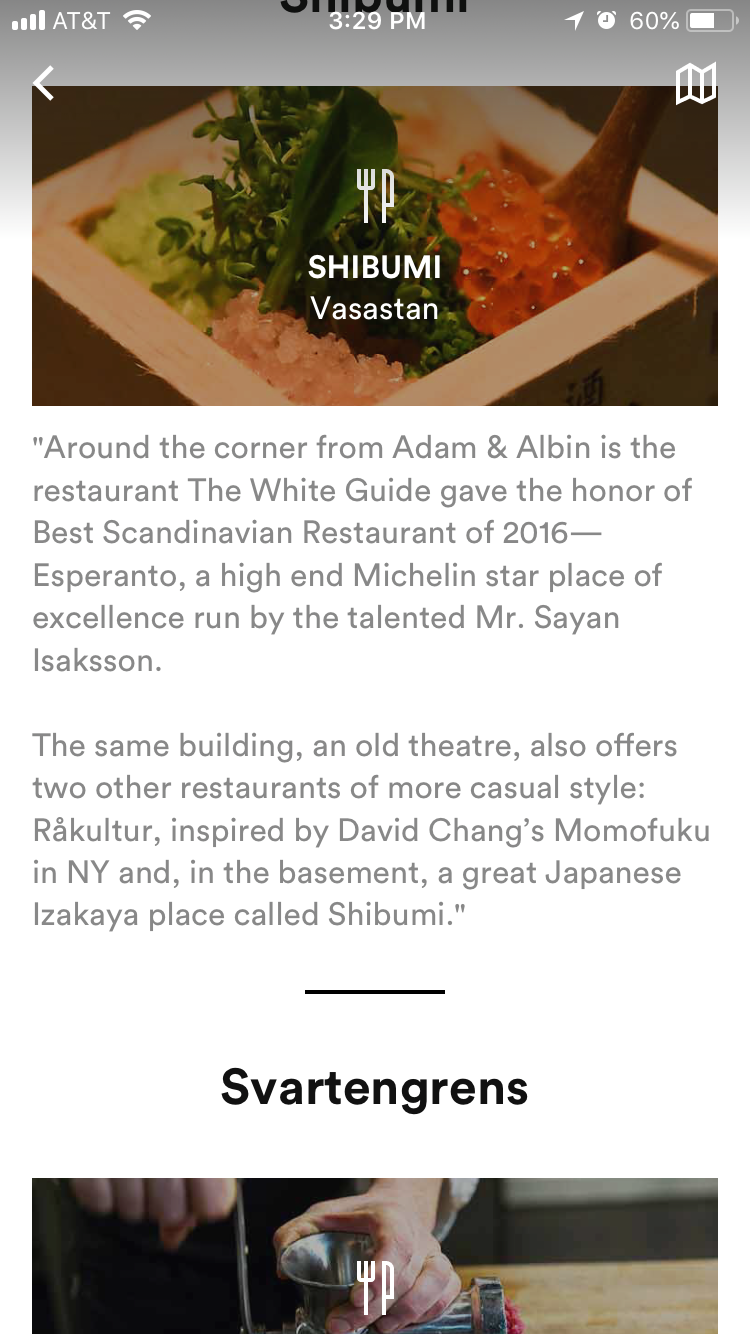 Shibumi
AT&T 3:29 PM 60%
SHIBUMI
Vasastan
酒
"Around the corner from Adam & Albin is the
restaurant The White Guide gave the honor of
Best Scandinavian Restaurant of 2016—
Esperanto, a high end Michelin star place of
excellence run by the talented Mr. Sayan
Isaksson.
The same building, an old theatre, also offers
two other restaurants of more casual style:
Råkultur, inspired by David Chang’s Momofuku
in NY and, in the basement, a great Japanese
Izakaya place called Shibumi."
Svartengrens